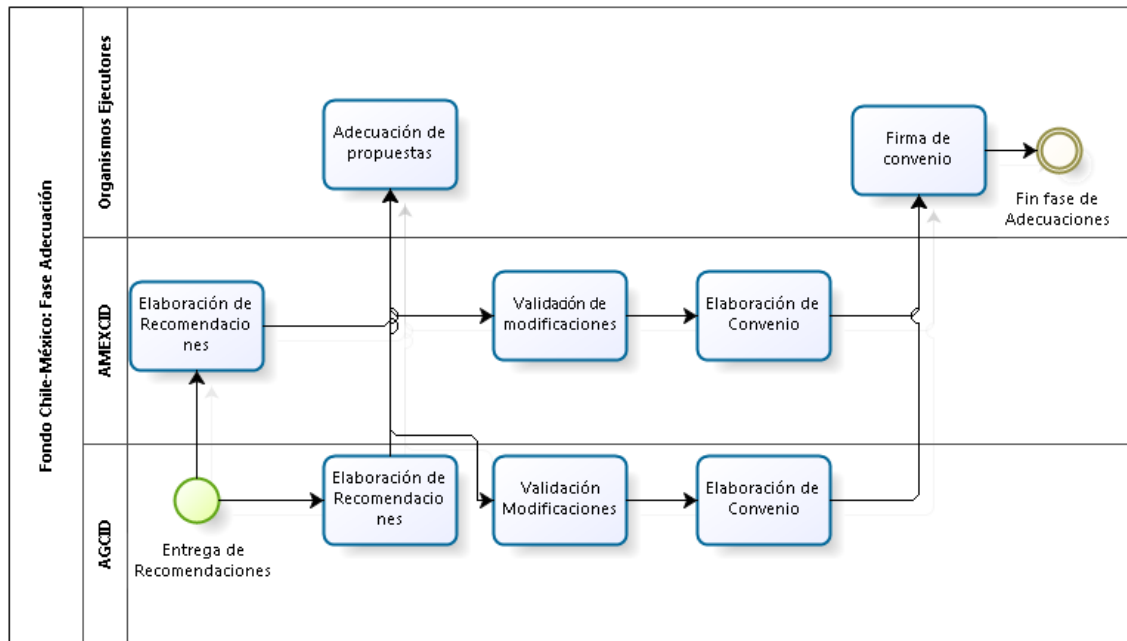 Fondo Chile-México: Fase Adecuación
Organismos Ejecutores
Adecuación de
propuestas
Firma de
convenio
Fin fase de
Adecuaciones
AMEXCID
Elaboración de
Recomendacio
nes
Validación de
modificaciones
Elaboración de
Convenio
AGCID
Entrega de
Recomendaciones
Elaboración de
Recomendacio
nes
Validación
Modificaciones
Elaboración de
Convenio